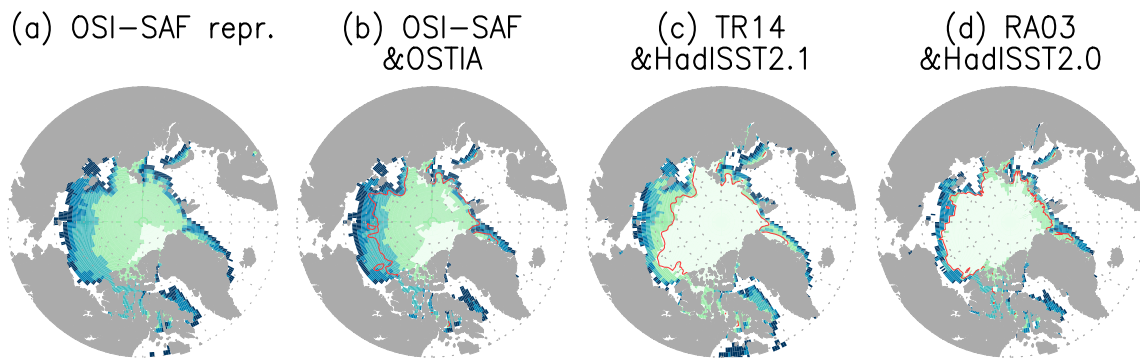 (a) OSI-SAF repr.
(b) OSI-SAF
&OSTIA
(c) TR14
&HadISST2.1
(d) RA03
&HadISST2.0